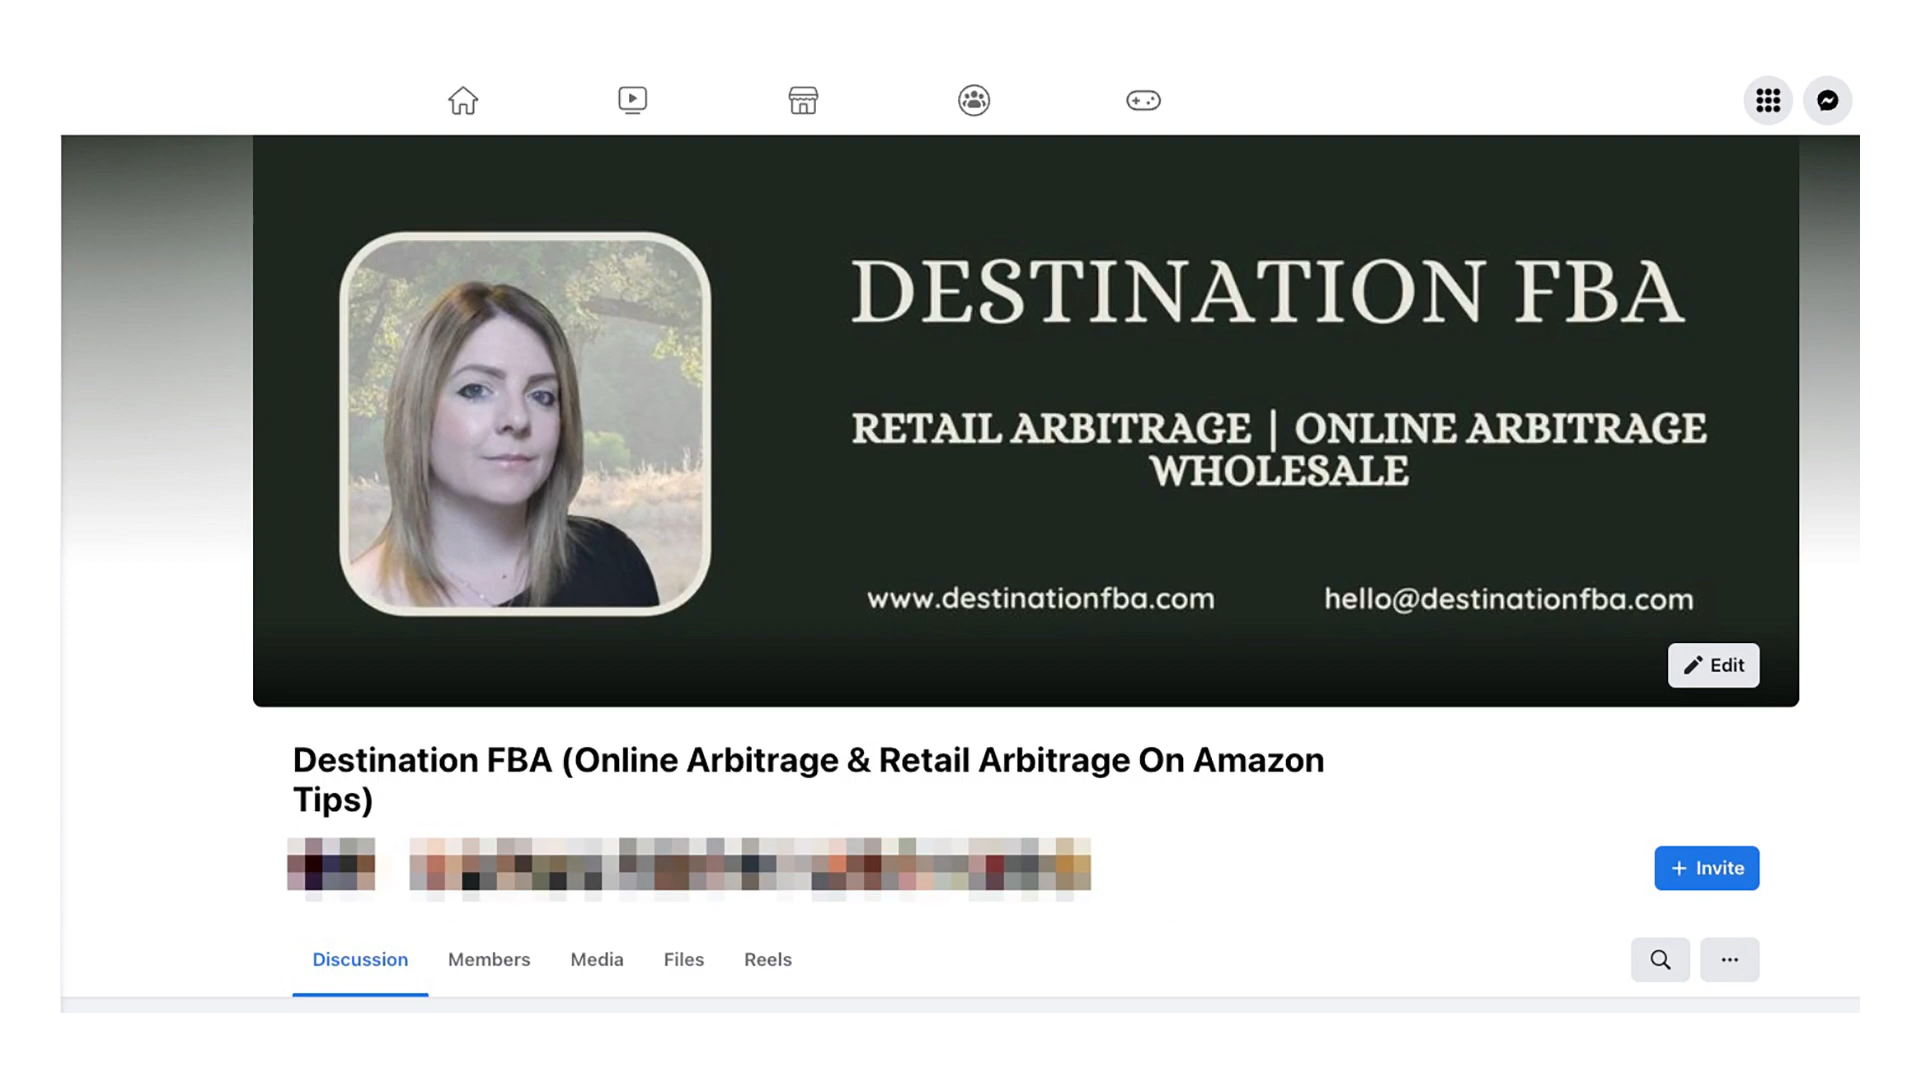 DESTINATION FBA
RETAIL ARBITRAGE | ONLINE ARBITRAGE
WHOLESALE
www.destinationfba.com hello@destinationfba.com
Edit
Destination FBA (Online Arbitrage & Retail Arbitrage On Amazon
Tips)
+ Invite
Discussion Members Media Files Reels